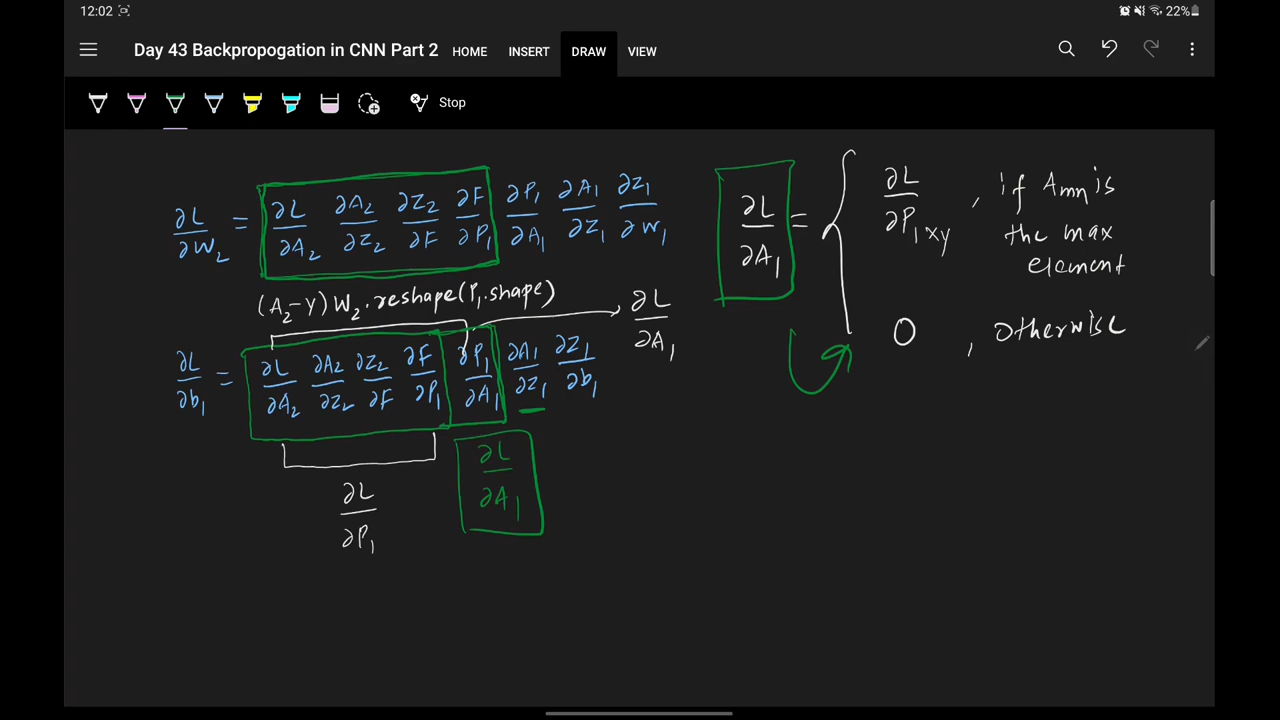 12:02
22%
Day 43 Backpropogation in CNN Part 2 HOME INSERT DRAW VIEW
Stop
∂L/∂W₂ = ∂L/∂A₂ ∂A₂/∂Z₂ ∂Z₂/∂F ∂F/∂P₁ ∂P₁/∂A₁ ∂A₁/∂Z₁ ∂Z₁/∂W₁
(A₂-Y) W₂.reshape(P₁.shape)
∂L/∂A₁
∂L/∂b₁ = ∂L/∂A₂ ∂A₂/∂Z₂ ∂Z₂/∂F ∂F/∂P₁ ∂P₁/∂A₁ ∂A₁/∂Z₁ ∂Z₁/∂b₁
∂L/∂P₁
∂L/∂A₁
∂L/∂A₁ = { ∂L/∂P₁xy , if Amn is
the max
element
0 , otherwise